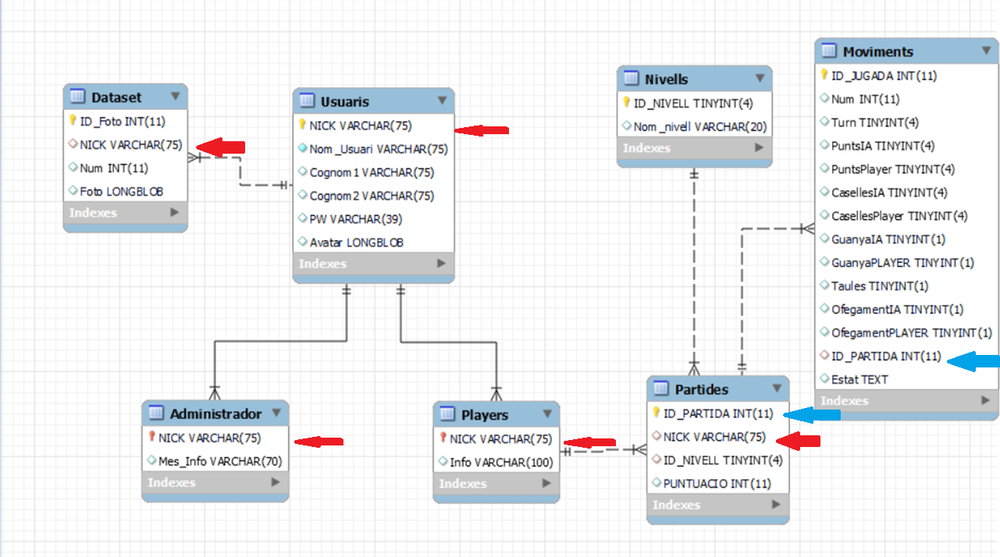 Dataset
ID_Foto INT(11)
NICK VARCHAR(75)
Num INT(11)
Foto LONGBLOB
Indexes
Usuaris
NICK VARCHAR(75)
Nom_Usuari VARCHAR(75)
Cognom1 VARCHAR(75)
Cognom2 VARCHAR(75)
PW VARCHAR(39)
Avatar LONGBLOB
Indexes
Nivells
ID_NIVELL TINYINT(4)
Nom_nivell VARCHAR(20)
Indexes
Moviments
ID_JUGADA INT(11)
Num INT(11)
Turn TINYINT(4)
PuntsIA TINYINT(4)
PuntsPlayer TINYINT(4)
CasellesIA TINYINT(4)
CasellesPlayer TINYINT(4)
GuanyaIA TINYINT(1)
GuanyaPLAYER TINYINT(1)
Taules TINYINT(1)
OfegamentIA TINYINT(1)
OfegamentPLAYER TINYINT(1)
ID_PARTIDA INT(11)
Estat TEXT
Indexes
Administrador
NICK VARCHAR(75)
Mes_Info VARCHAR(70)
Indexes
Players
NICK VARCHAR(75)
Info VARCHAR(100)
Indexes
Partides
ID_PARTIDA INT(11)
NICK VARCHAR(75)
ID_NIVELL TINYINT(4)
PUNTUACIO INT(11)
Indexes